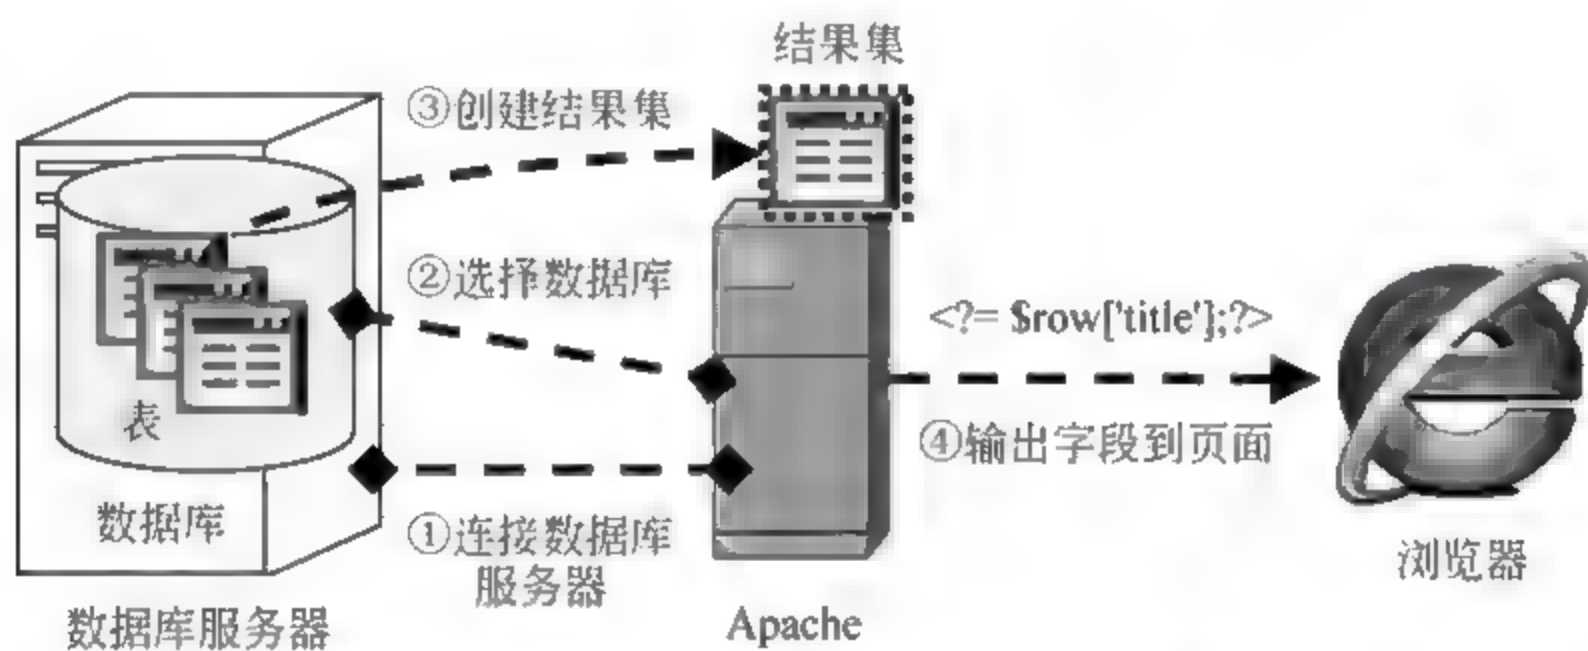 结果集
③创建结果集
②选择数据库
<?= $row['title'];?>
表
④输出字段到页面
数据库
①连接数据库
服务器
浏览器
数据库服务器
Apache